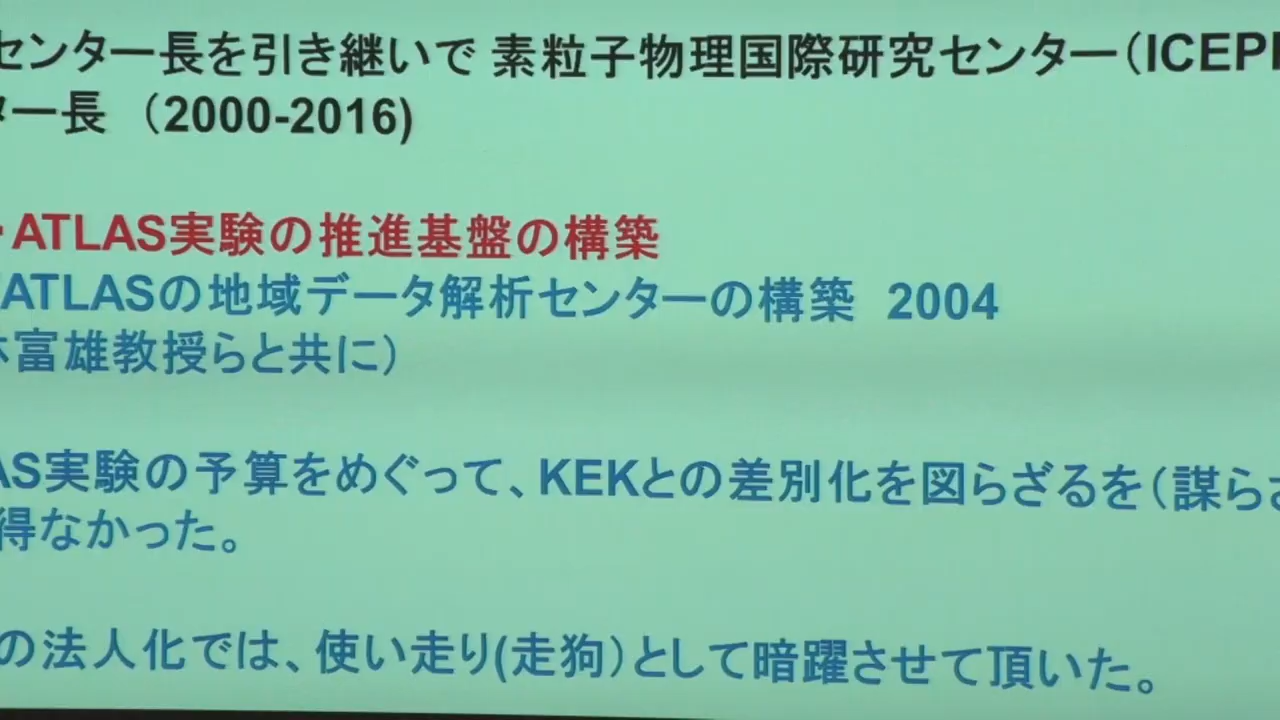 センター長を引き継いで 素粒子物理国際研究センター（ICEP
ー長 （2000-2016)
・ATLAS実験の推進基盤の構築
ATLASの地域データ解析センターの構築 2004
富雄教授らと共に）
AS実験の予算をめぐって、KEKとの差別化を図らざるを（謀らざ
得なかった。
の法人化では、使い走り(走狗）として暗躍させて頂いた。